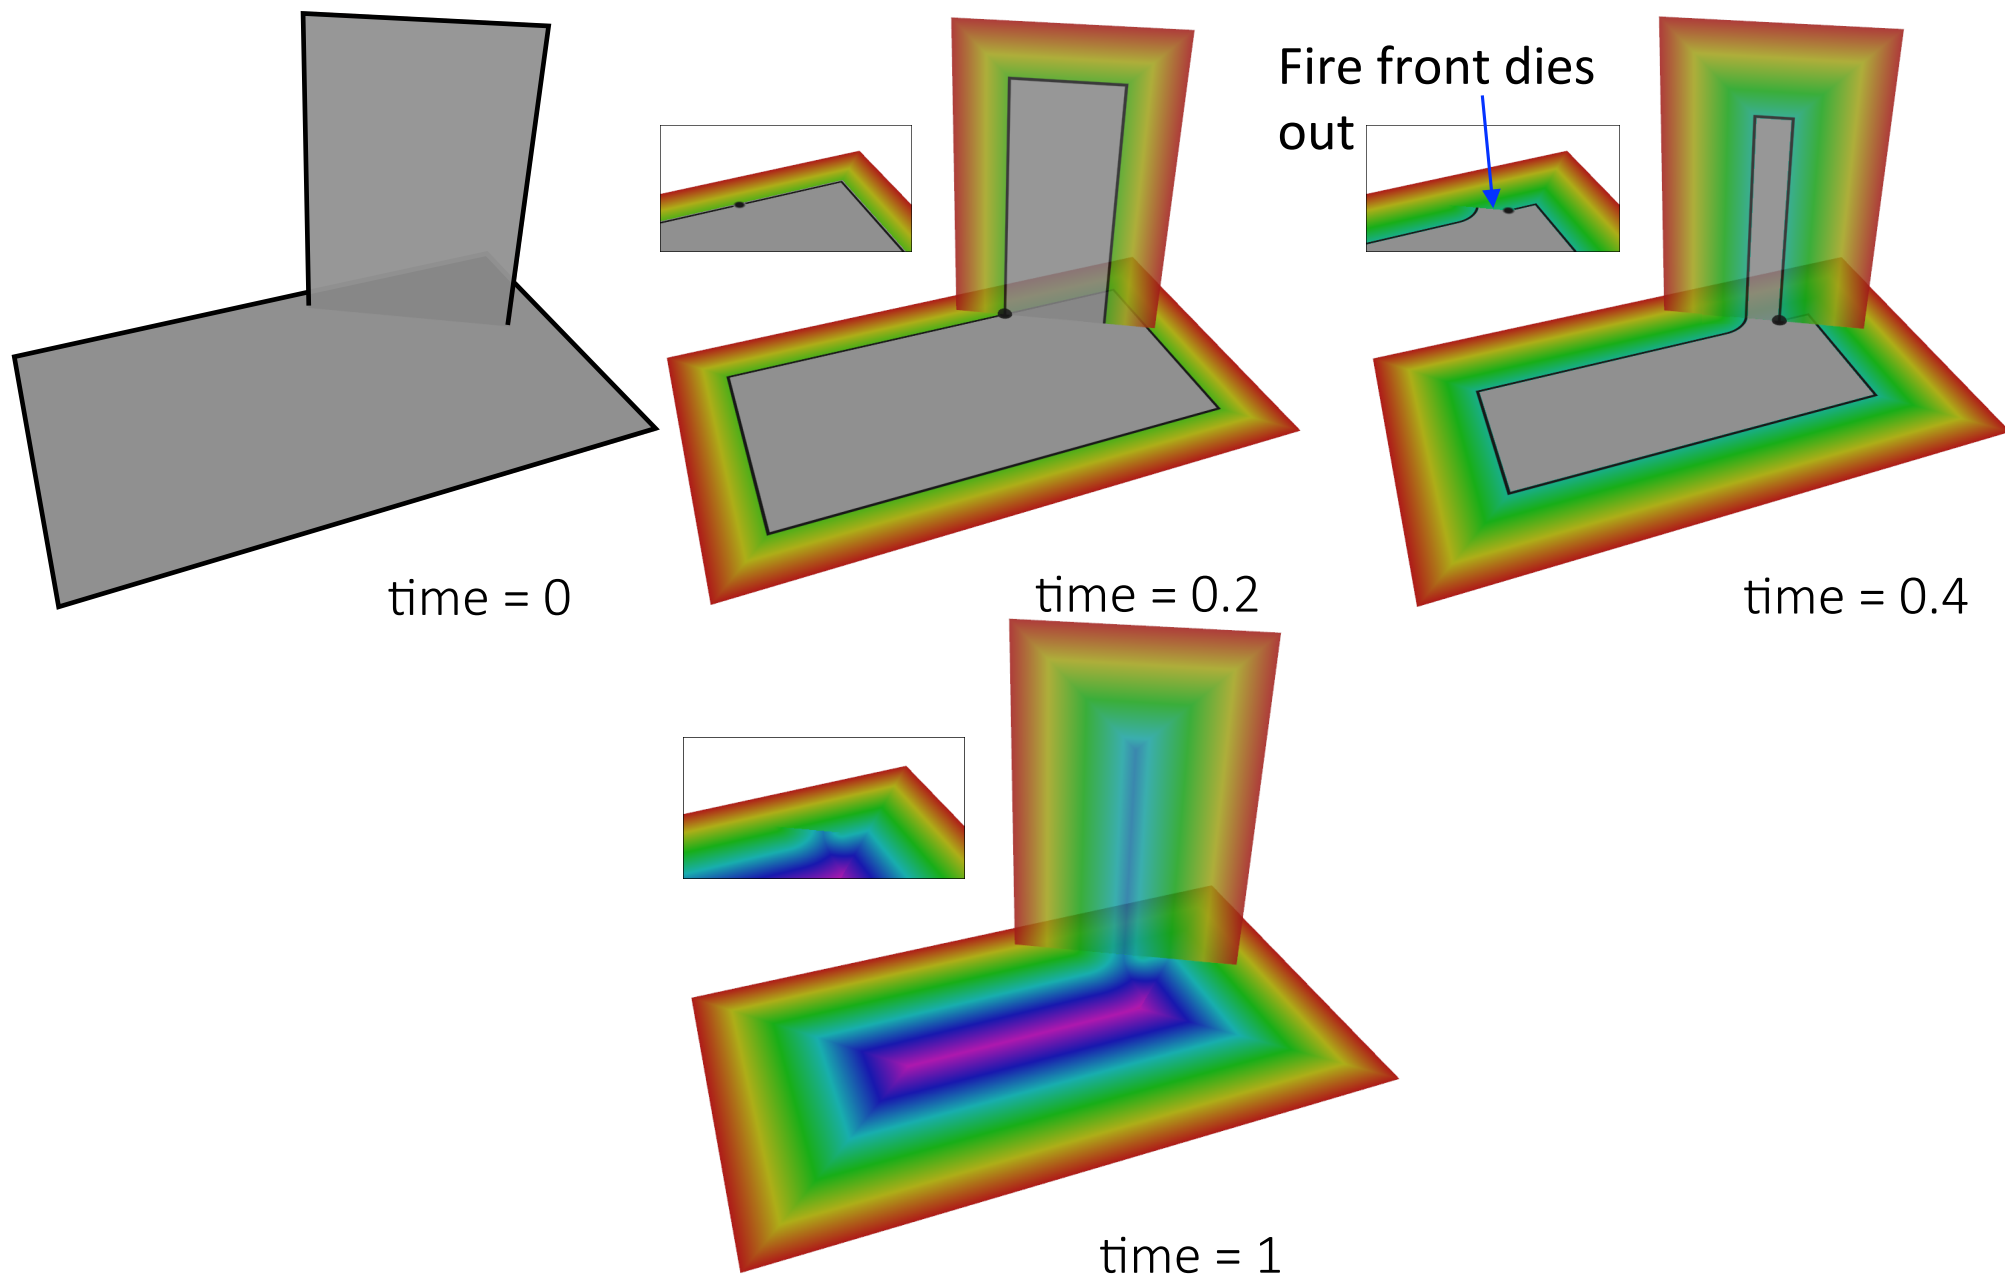 Fire front dies
out
time = 0
time = 0.2
time = 0.4
time = 1